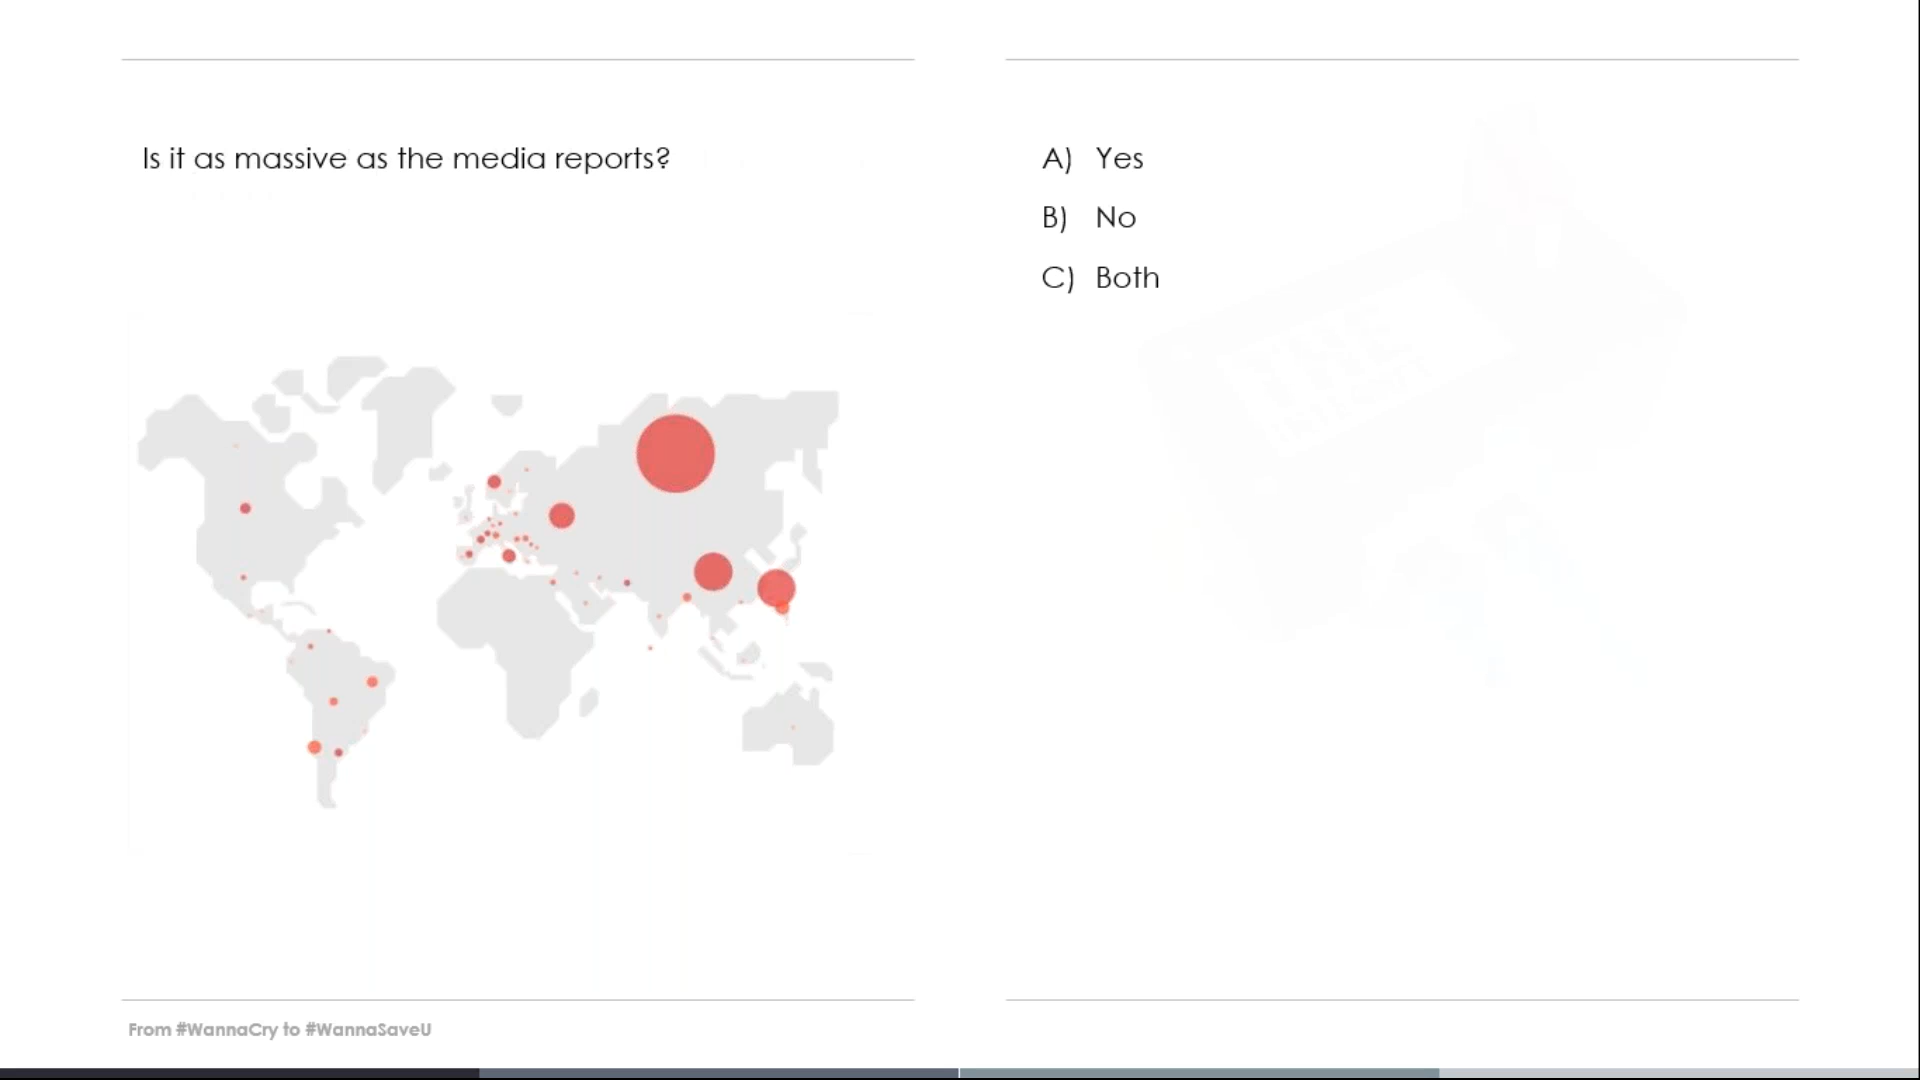 Is it as massive as the media reports?
A) Yes
B) No
C) Both
From #WannaCry to #WannaSaveU